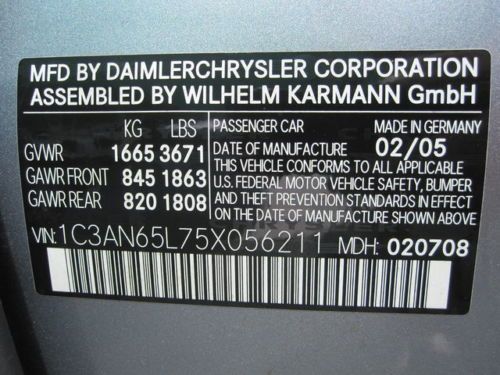 MFD BY DAIMLERCHRYSLER CORPORATION
ASSEMBLED BY WILHELM KARMANN GmbH
KG LBS
GVWR 1665 3671
GAWR FRONT 845 1863
GAWR REAR 820 1808
PASSENGER CAR MADE IN GERMANY
DATE OF MANUFACTURE 02/05
THIS VEHICLE CONFORMS TO ALL APPLICABLE
U.S. FEDERAL MOTOR VEHICLE SAFETY, BUMPER
AND THEFT PREVENTION STANDARDS IN EFFECT
ON THE DATE OF MANUFACTURE SHOWN ABOVE.
VIN: 1C3AN65L75X056211 MDH: 020708